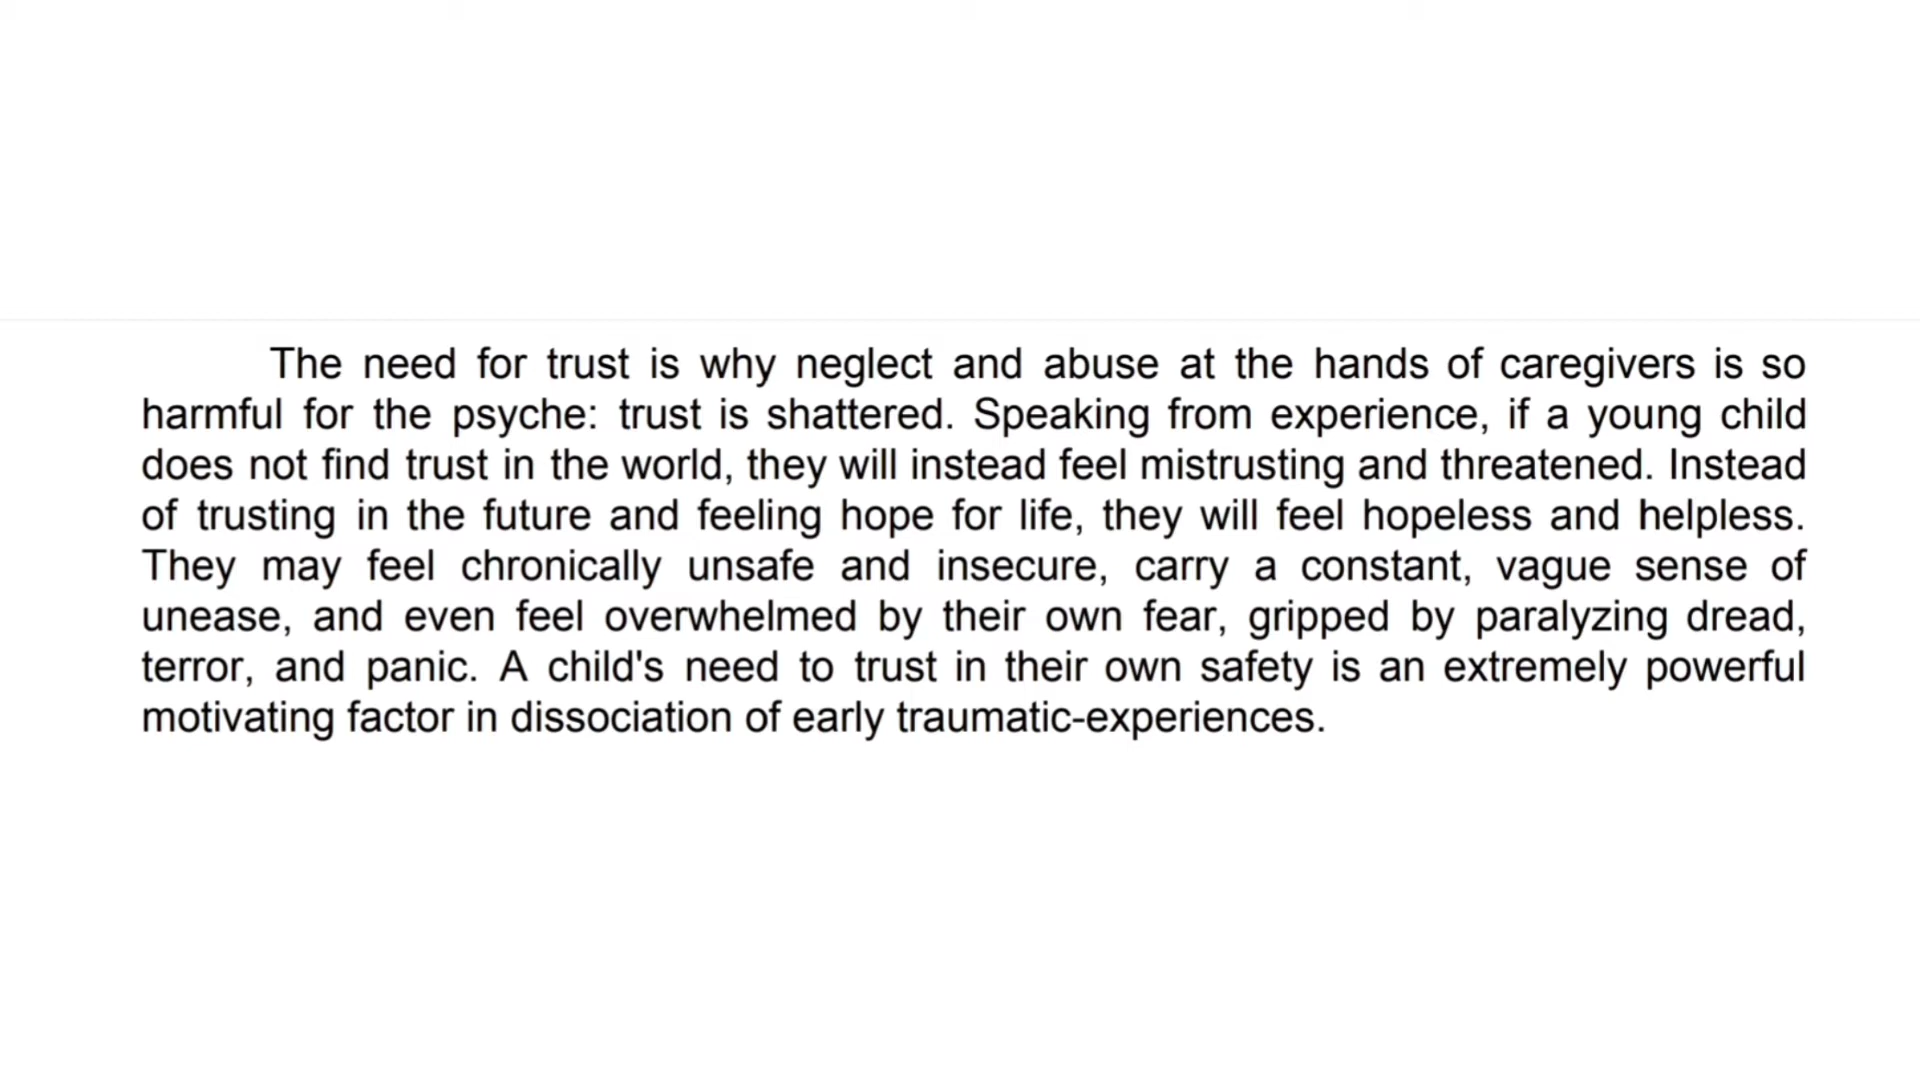 The need for trust is why neglect and abuse at the hands of caregivers is so
harmful for the psyche: trust is shattered. Speaking from experience, if a young child
does not find trust in the world, they will instead feel mistrusting and threatened. Instead
of trusting in the future and feeling hope for life, they will feel hopeless and helpless.
They may feel chronically unsafe and insecure, carry a constant, vague sense of
unease, and even feel overwhelmed by their own fear, gripped by paralyzing dread,
terror, and panic. A child's need to trust in their own safety is an extremely powerful
motivating factor in dissociation of early traumatic-experiences.